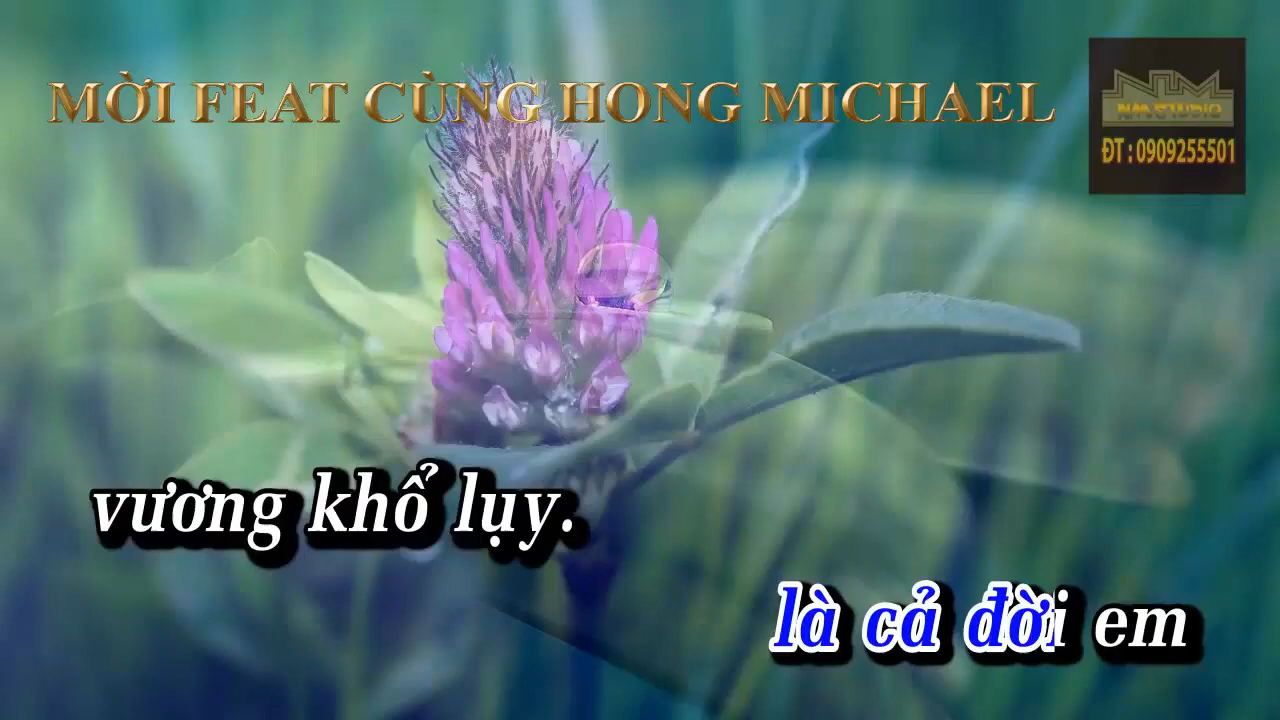 MỜI FEAT CÙNG HONG MICHAEL
NM STUDIO
ĐT : 0909255501
vương khổ lụy.
là cả đời em